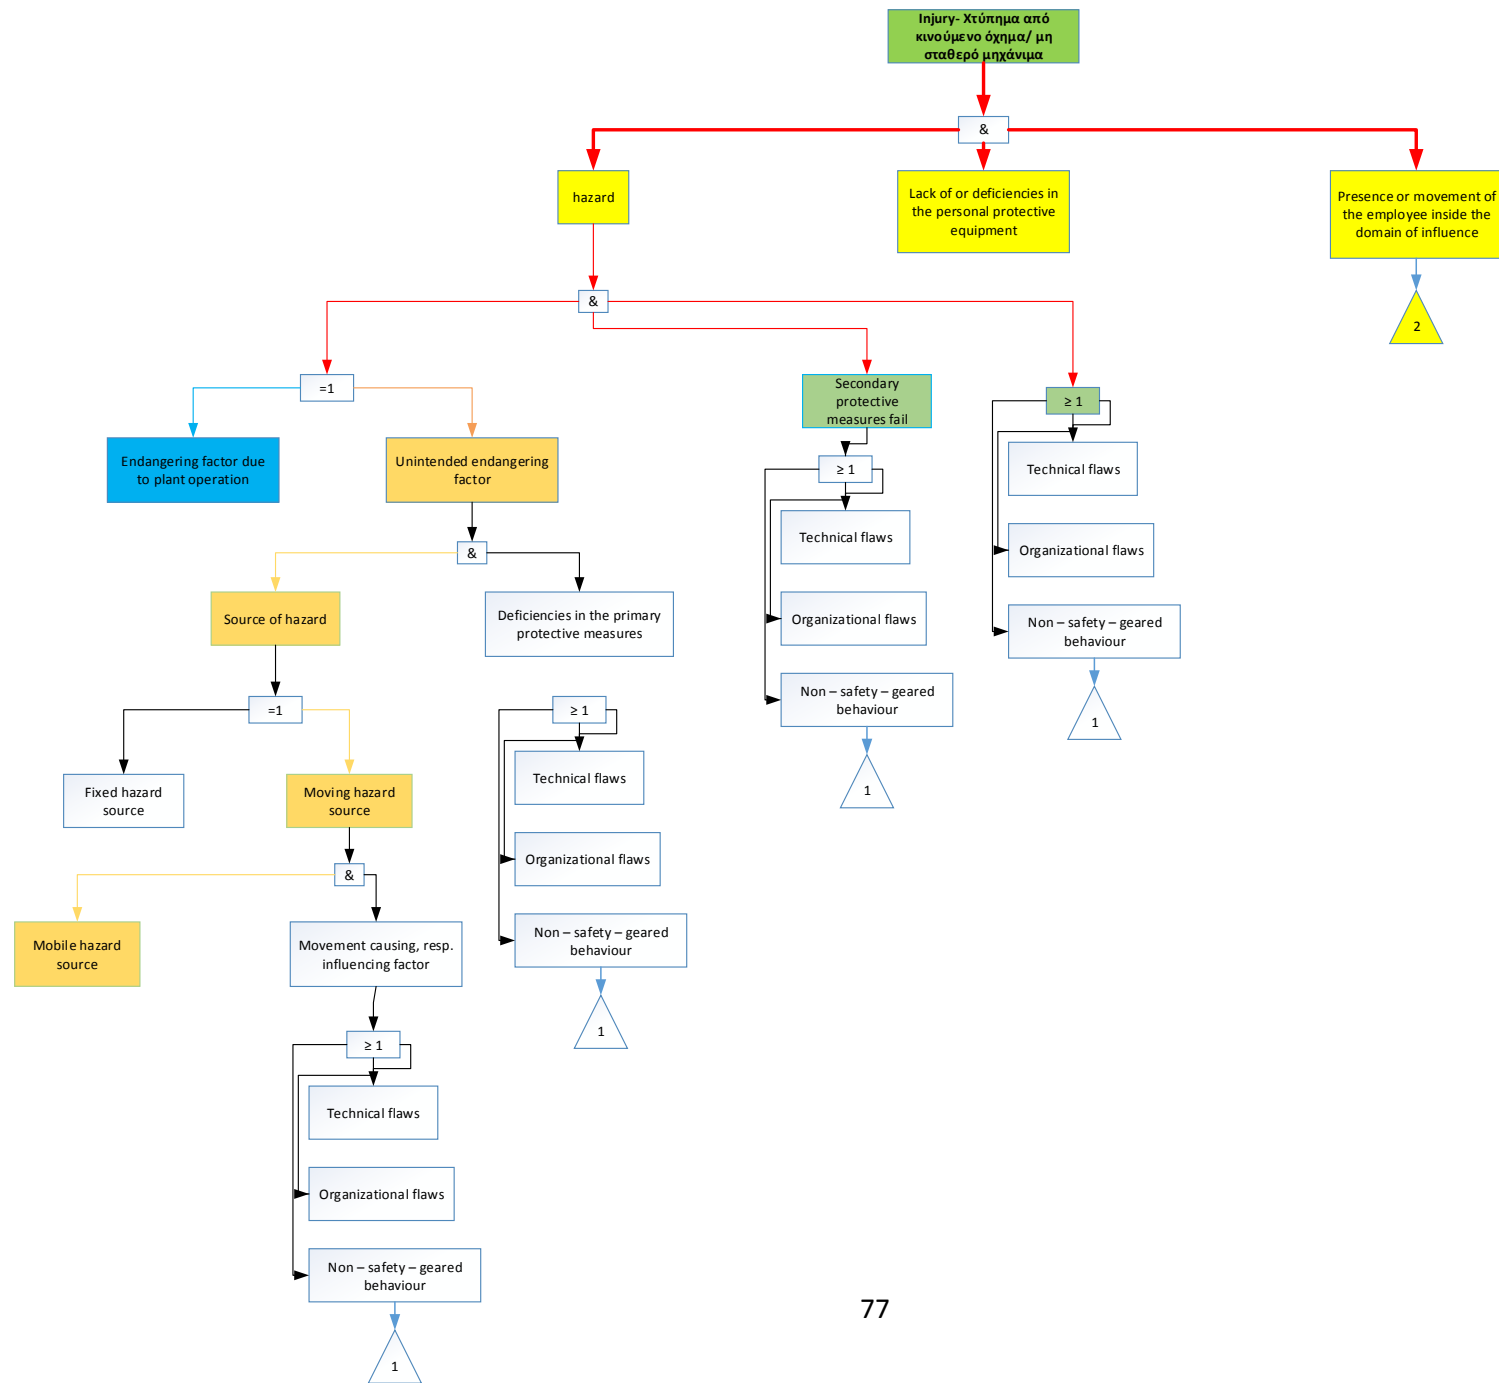 Injury- Χτύπημα από
κινούμενο όχημα/ μη
σταθερό μηχάνιμα
&
hazard
Lack of or deficiencies in
the personal protective
equipment
Presence or movement of
the employee inside the
domain of influence
&
2
=1
Secondary
protective
measures fail
≥ 1
Endangering factor due
to plant operation
Unintended endangering
factor
≥ 1
Technical flaws
&
Technical flaws
Organizational flaws
Source of hazard
Deficiencies in the primary
protective measures
Organizational flaws
Non – safety – geared
behaviour
=1
≥ 1
Non – safety – geared
behaviour
1
Fixed hazard
source
Moving hazard
source
Technical flaws
1
&
Organizational flaws
Mobile hazard
source
Movement causing, resp.
influencing factor
Non – safety – geared
behaviour
≥ 1
1
Technical flaws
Organizational flaws
Non – safety – geared
behaviour
77
1